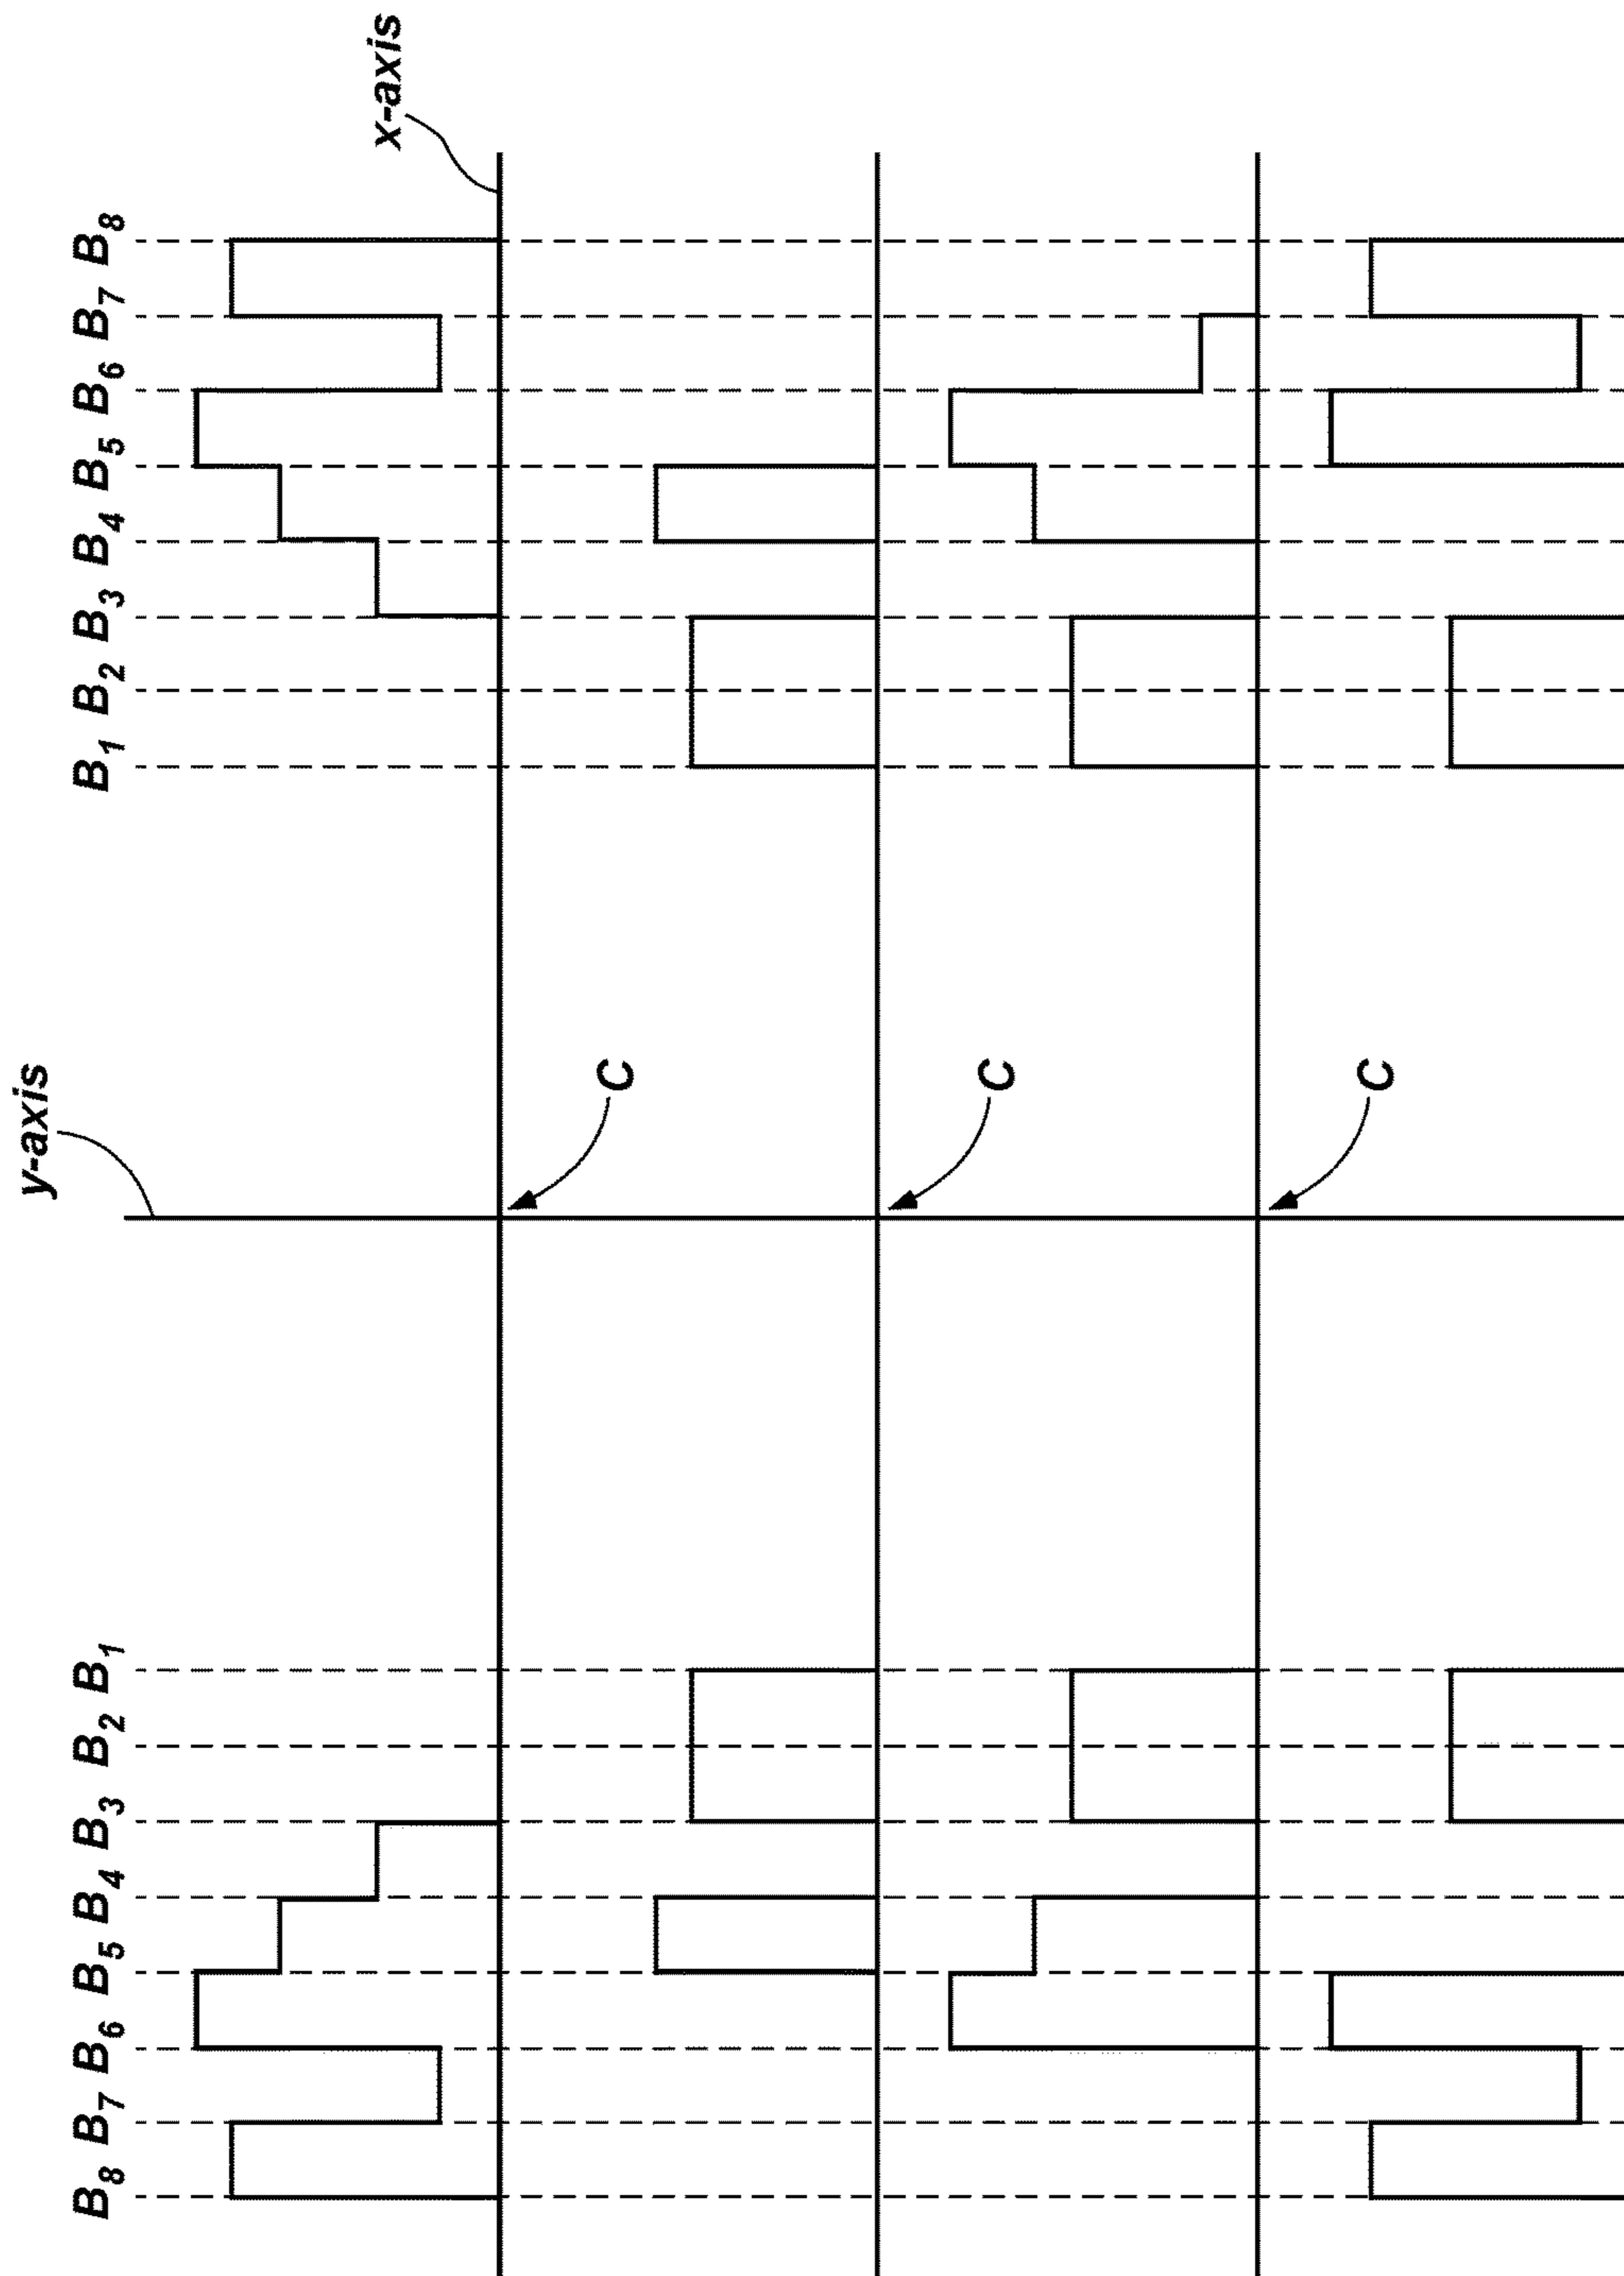 y-axis
B8 B7 B6 B5 B4 B3 B2 B1 B1 B2 B3 B4 B5 B6 B7 B8
x-axis
C
C
C